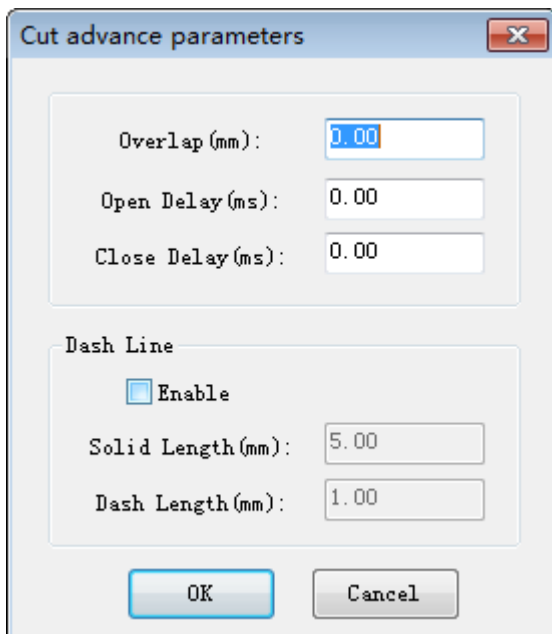 Cut advance parameters
Overlap(mm): 0.00
Open Delay(ms): 0.00
Close Delay(ms): 0.00
Dash Line
Enable
Solid Length(mm): 5.00
Dash Length(mm): 1.00
OK Cancel